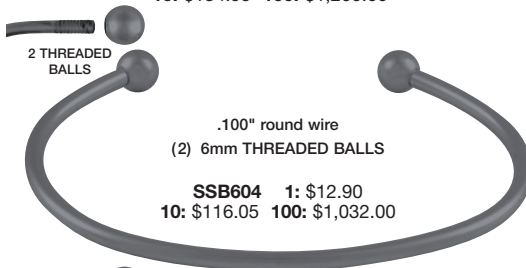 2 THREADED
BALLS
.100" round wire
(2) 6mm THREADED BALLS
SSB604 1: $12.90
10: $116.05 100: $1,032.00